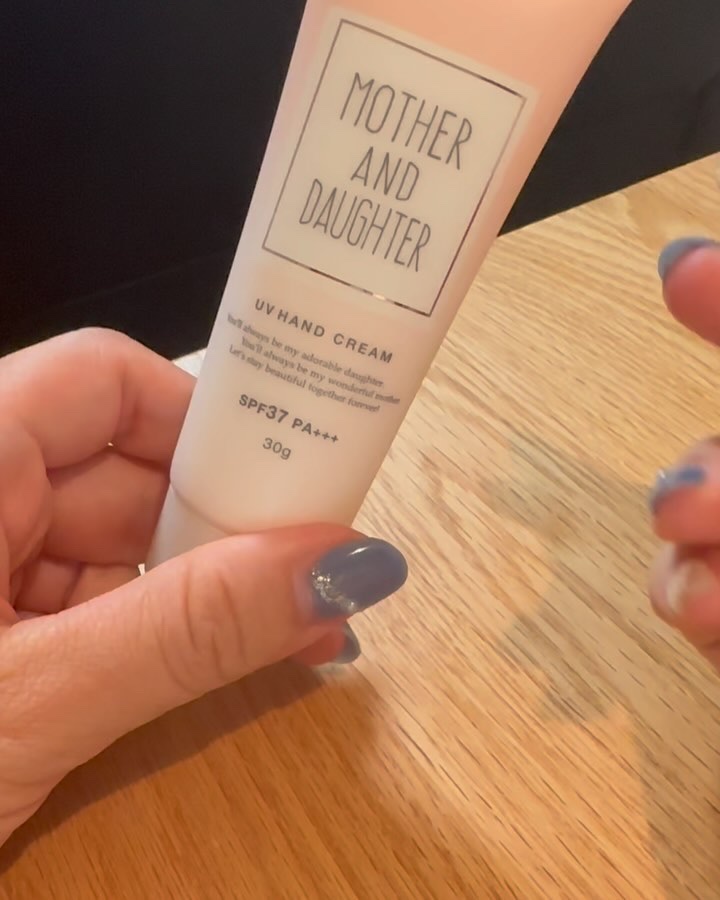 MOTHER
AND
DAUGHTER
UV HAND CREAM
You'll always be my adorable daughter.
You'll always be my wonderful mother
Let's stay beautiful together forever!
SPF37 PA+++
30g